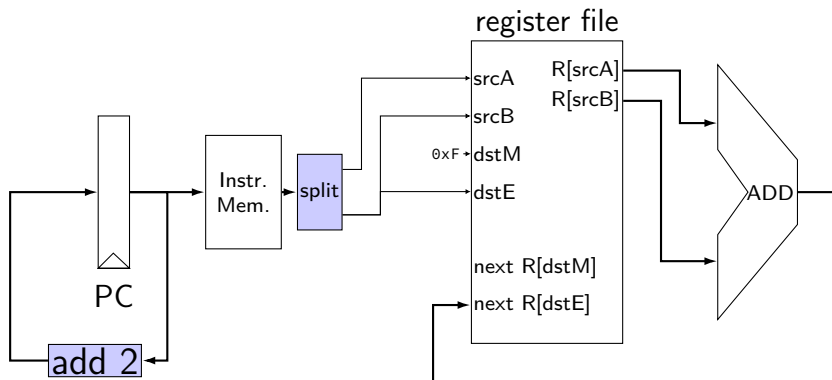 register file
srcA
srcB
0xF dstM
dstE
next R[dstM]
next R[dstE]
R[srcA]
R[srcB]
ADD
Instr.
Mem.
split
PC
add 2